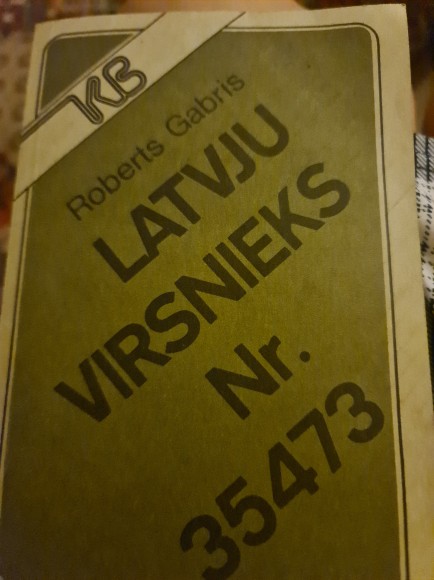 KB
Roberts Gabris
LATVJU
VIRSNIEKS
Nr.
35473